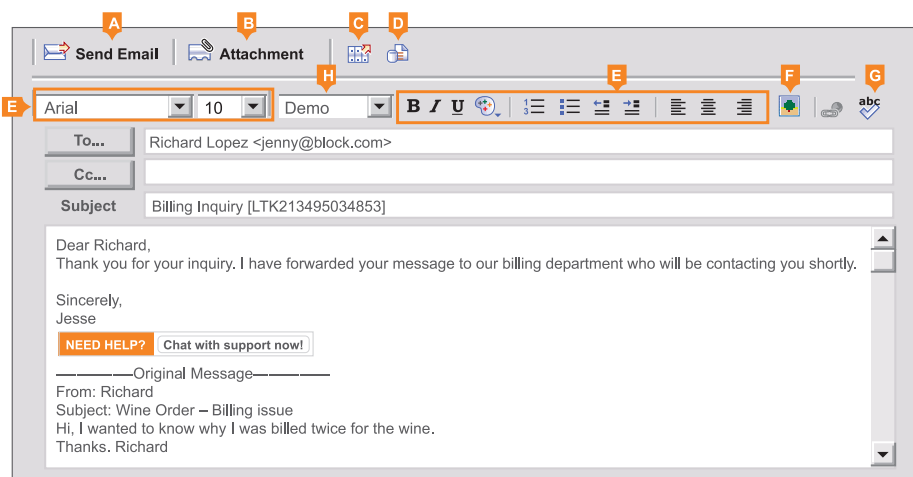 A B C D
Send Email Attachment
H E F G
E Arial 10 Demo B I U abc
To... Richard Lopez <jenny@block.com>
Cc...
Subject Billing Inquiry [LTK213495034853]
Dear Richard,
Thank you for your inquiry. I have forwarded your message to our billing department who will be contacting you shortly.
Sincerely,
Jesse
NEED HELP? Chat with support now!
—————Original Message—————
From: Richard
Subject: Wine Order – Billing issue
Hi, I wanted to know why I was billed twice for the wine.
Thanks. Richard